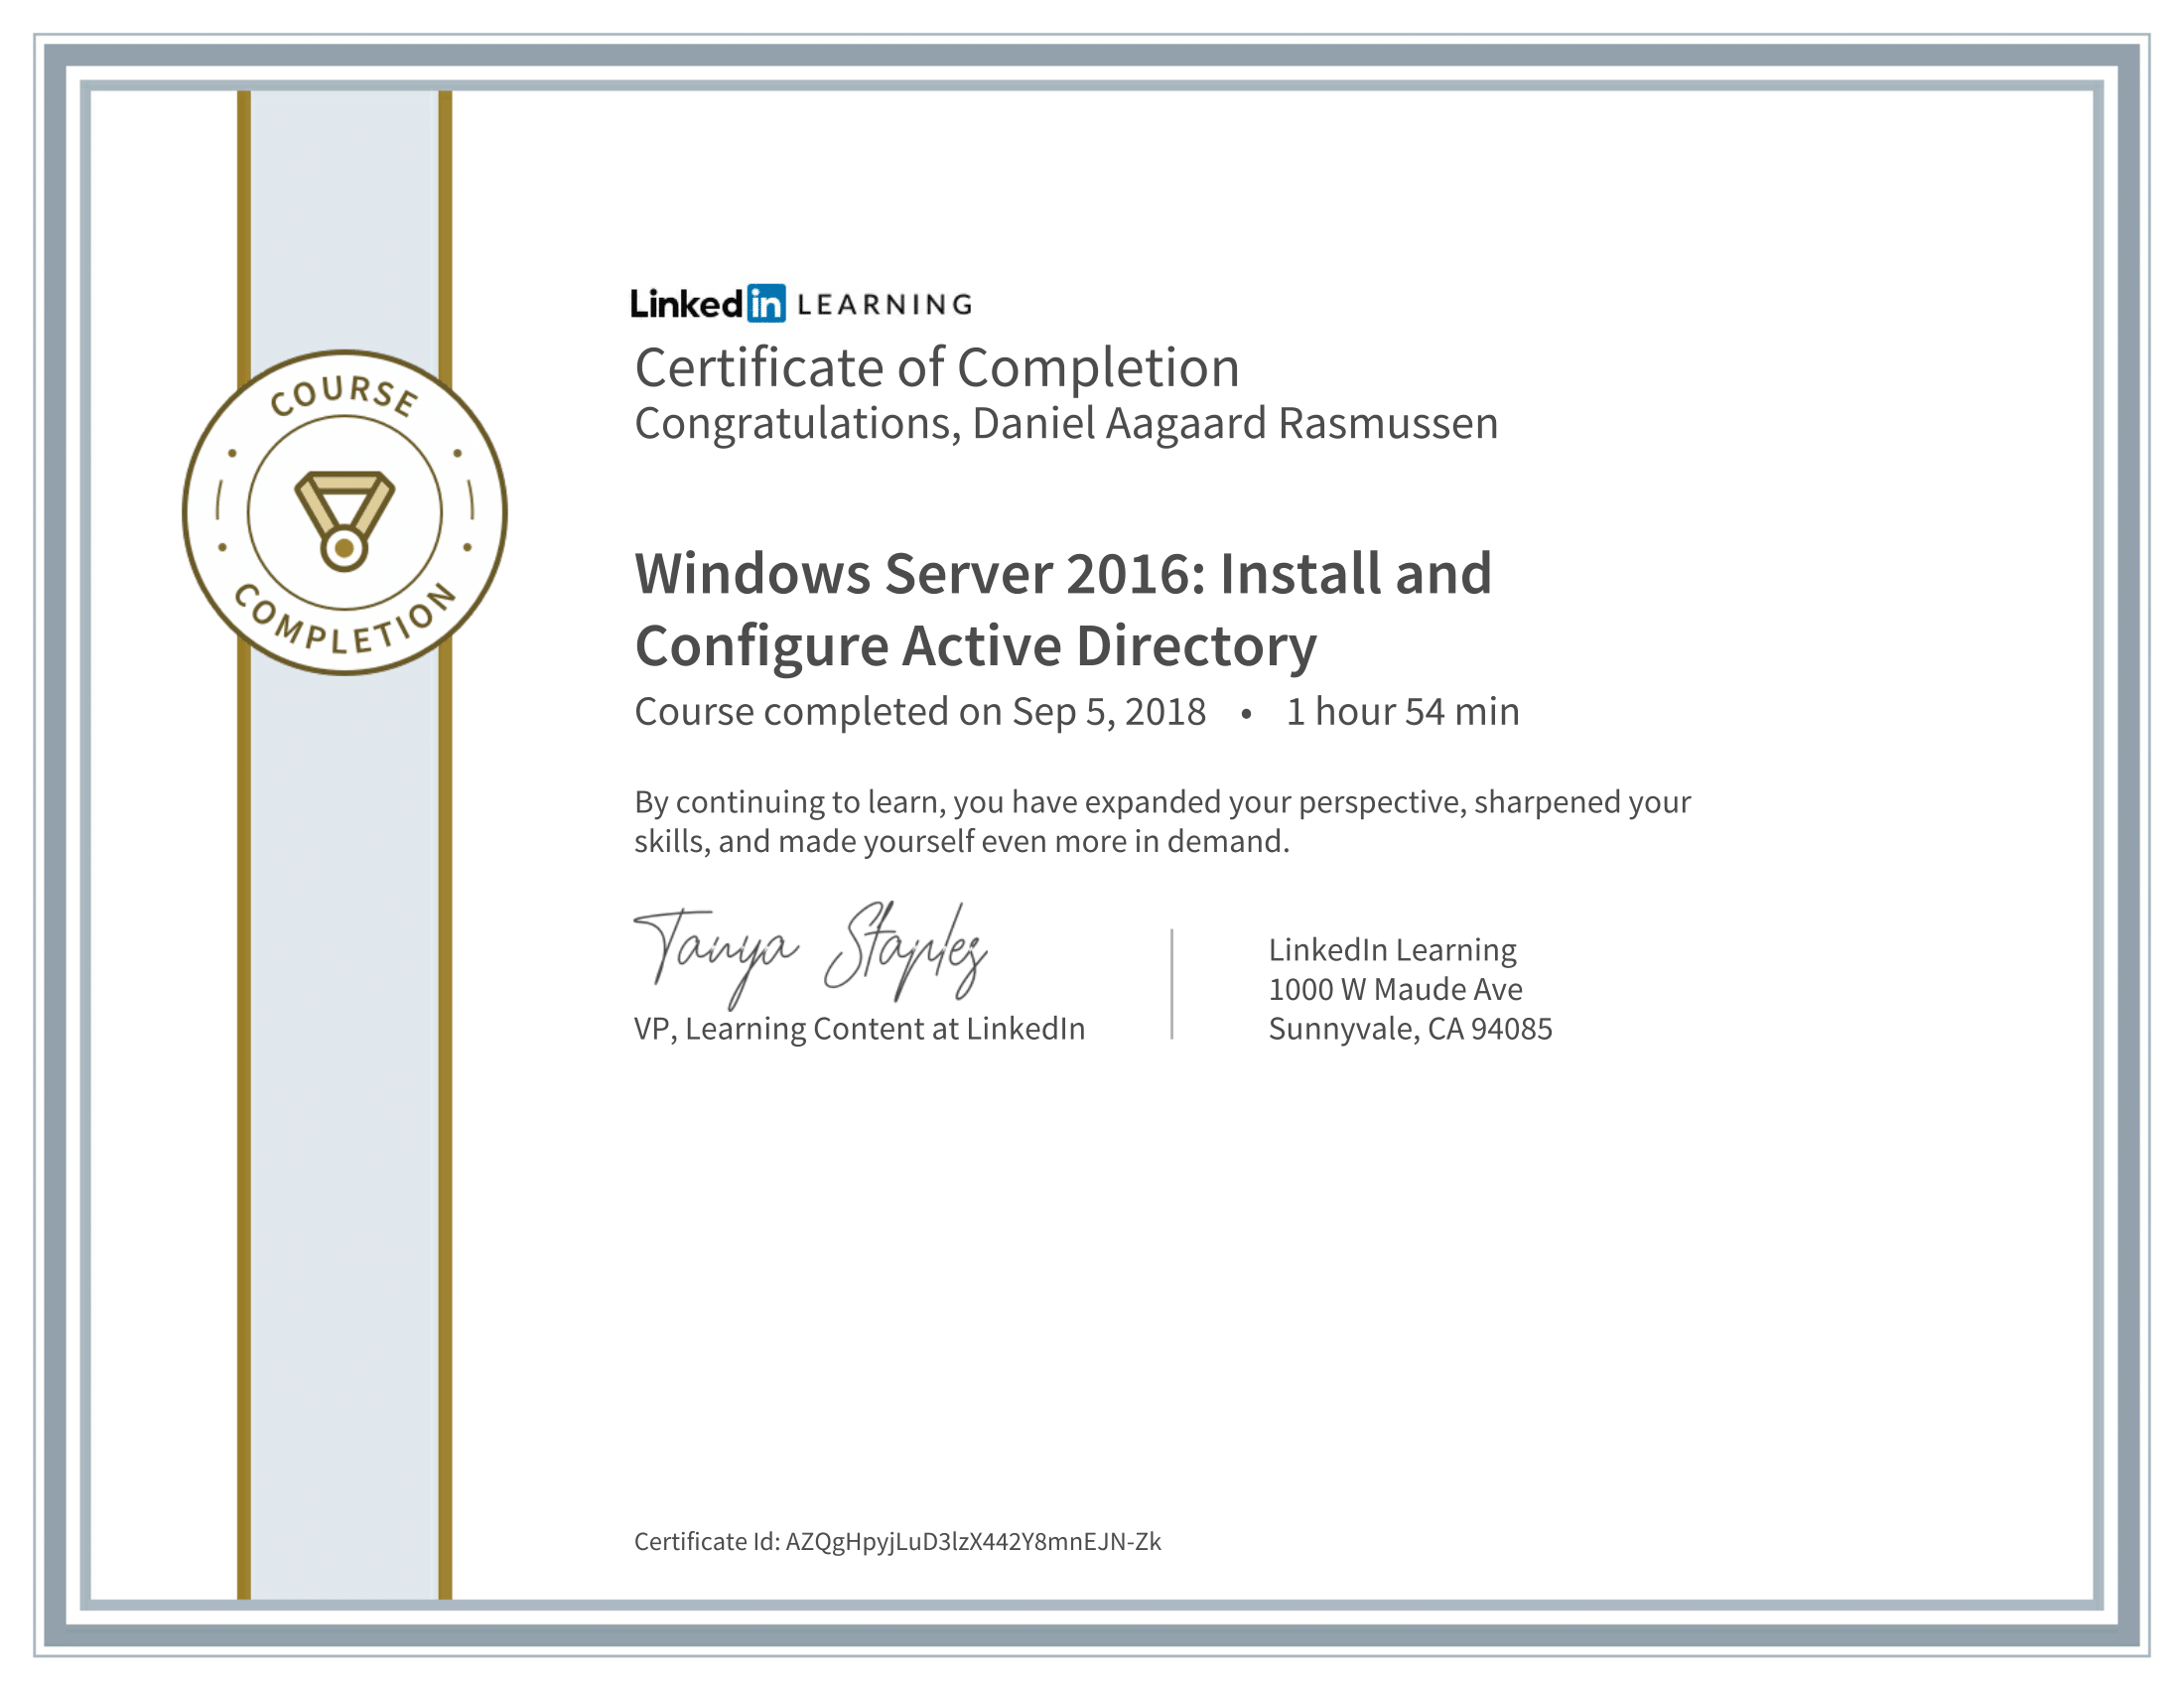 COURSE
COMPLETION
Linkedin LEARNING
Certificate of Completion
Congratulations, Daniel Aagaard Rasmussen
Windows Server 2016: Install and
Configure Active Directory
Course completed on Sep 5, 2018 • 1 hour 54 min
By continuing to learn, you have expanded your perspective, sharpened your
skills, and made yourself even more in demand.
Tanya Staples
VP, Learning Content at LinkedIn
LinkedIn Learning
1000 W Maude Ave
Sunnyvale, CA 94085
Certificate Id: AZQgHpyjLuD3lzX442Y8mnEJN-Zk